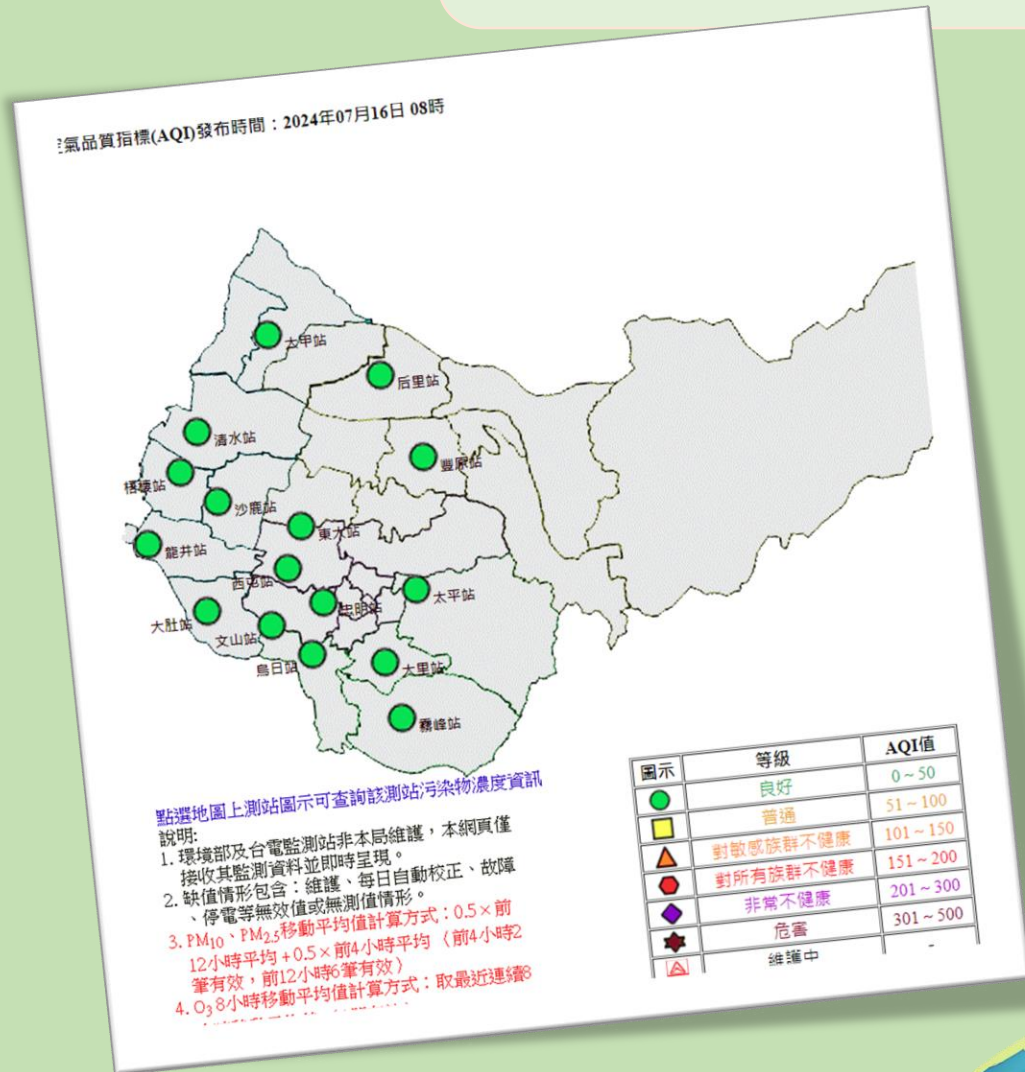 氣品質指標(AQI)發布時間：2024年07月16日 08時
大甲站
后里站
清水站
豐原站
梧棲站
沙鹿站
東大站
龍井站
西屯站
太平站
忠明站
大肚站
文山站
烏日站
大里站
霧峰站
點選地圖上測站圖示可查詢該測站污染物濃度資訊
說明:
1. 環境部及台電監測站非本局維護，本網頁僅
接收其監測資料並即時呈現。
2. 缺值情形包含：維護、每日自動校正、故障
、停電等無效值或無測值情形。
3. PM10、PM2.5移動平均值計算方式：0.5×前
12小時平均+0.5×前4小時平均（前4小時2
筆有效，前12小時6筆有效）
4. O3 8小時移動平均值計算方式：取最近連續8
圖示 等級 AQI值
良好 0~50
普通 51~100
對敏感族群不健康 101~150
對所有族群不健康 151~200
非常不健康 201~300
危害 301~500
維護中 -